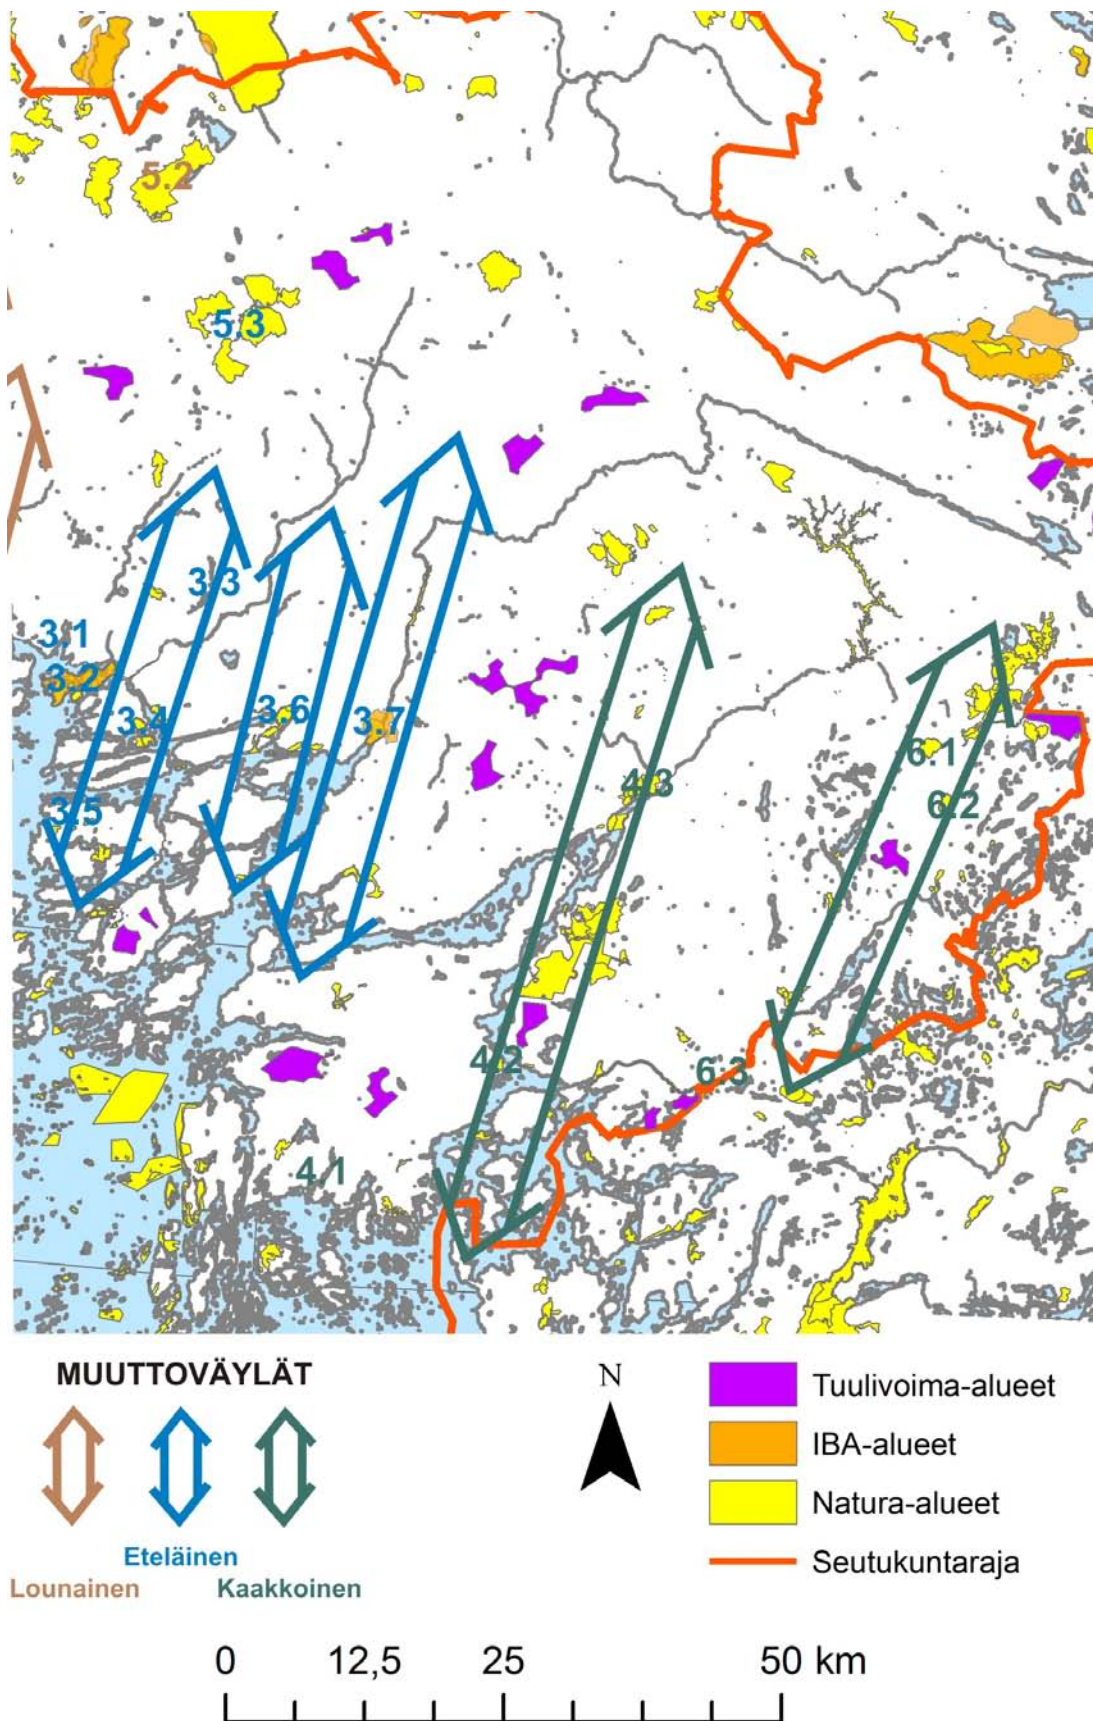 5.2
5.3
3.3
3.1
3.2
3.4
3.6
3.7
3.5
4.3
6.1
6.2
4.2
6.3
4.1
MUUTTOVÄYLÄT
Eteläinen
Lounainen
Kaakkoinen
N
Tuulivoima-alueet
IBA-alueet
Natura-alueet
Seutukuntaraja
0 12,5 25 50 km